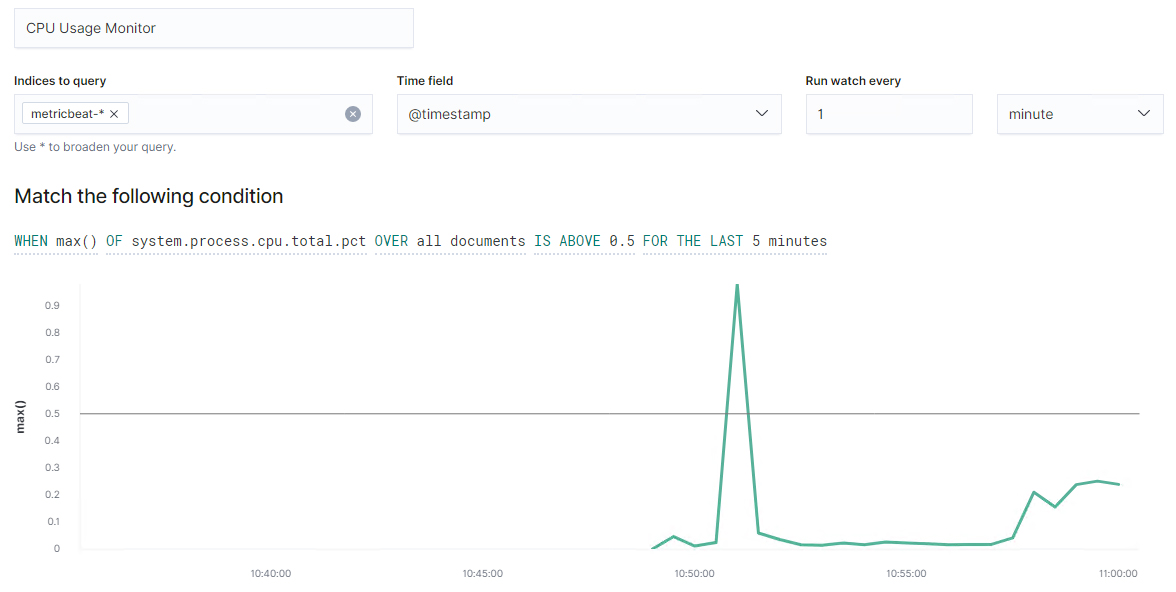 CPU Usage Monitor
Indices to query
Time field
Run watch every
metricbeat-*
@timestamp
1
minute
Use * to broaden your query.
Match the following condition
WHEN max() OF system.process.cpu.total.pct OVER all documents IS ABOVE 0.5 FOR THE LAST 5 minutes
0.9
0.8
0.7
0.6
0.5
0.4
0.3
0.2
0.1
0
max()
10:40:00
10:45:00
10:50:00
10:55:00
11:00:00